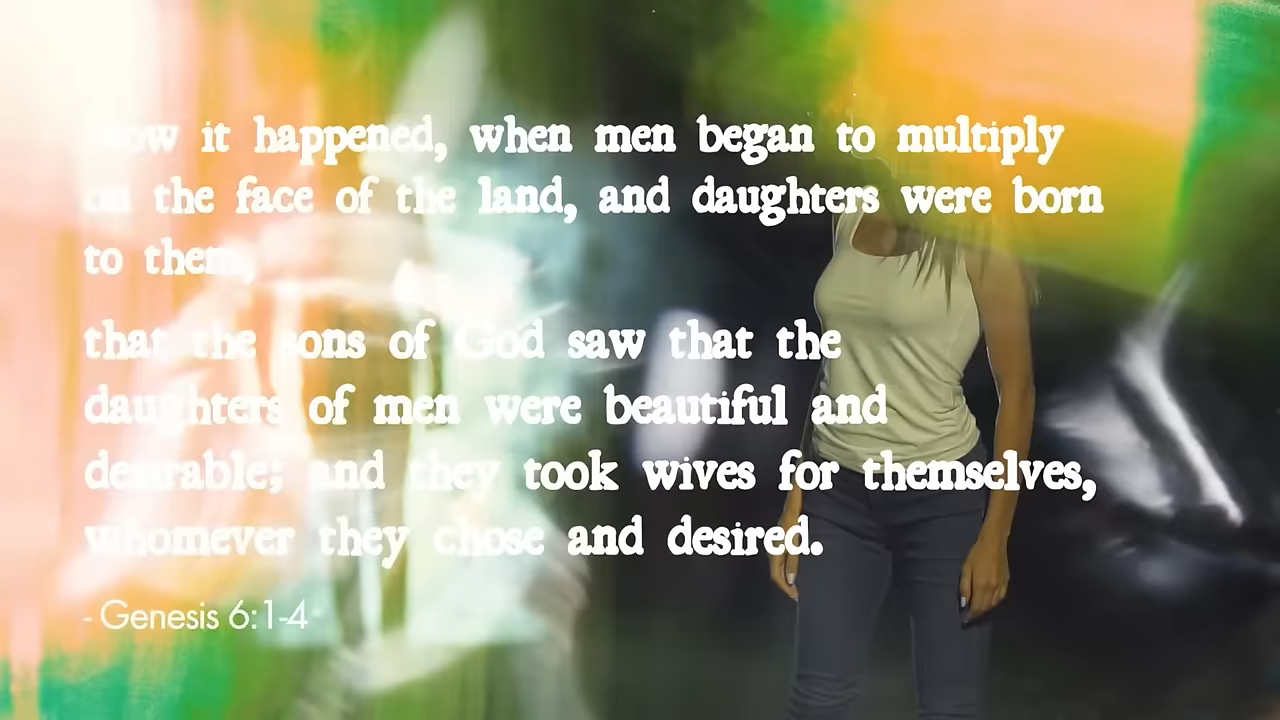 Now it happened, when men began to multiply
on the face of the land, and daughters were born
to them,
that the sons of God saw that the
daughters of men were beautiful and
desirable; and they took wives for themselves,
whomever they chose and desired.
- Genesis 6:1-4